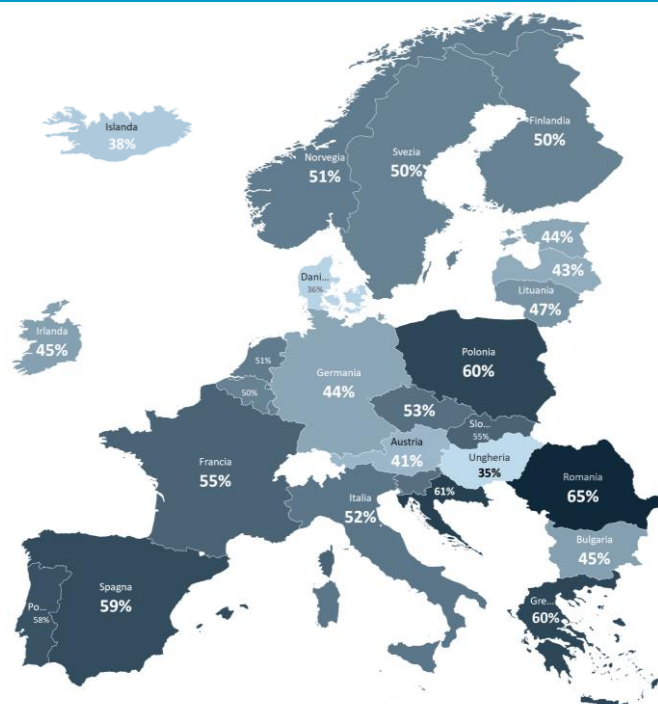 Islanda
38%
Norvegia
51%
Svezia
50%
Finlandia
50%
44%
43%
Lituania
47%
Dani...
36%
Irlanda
45%
51%
50%
Germania
44%
Polonia
60%
53%
Slo...
55%
Austria
41%
Ungheria
35%
Francia
55%
61%
Romania
65%
Italia
52%
Bulgaria
45%
Spagna
59%
Po...
58%
Gre...
60%